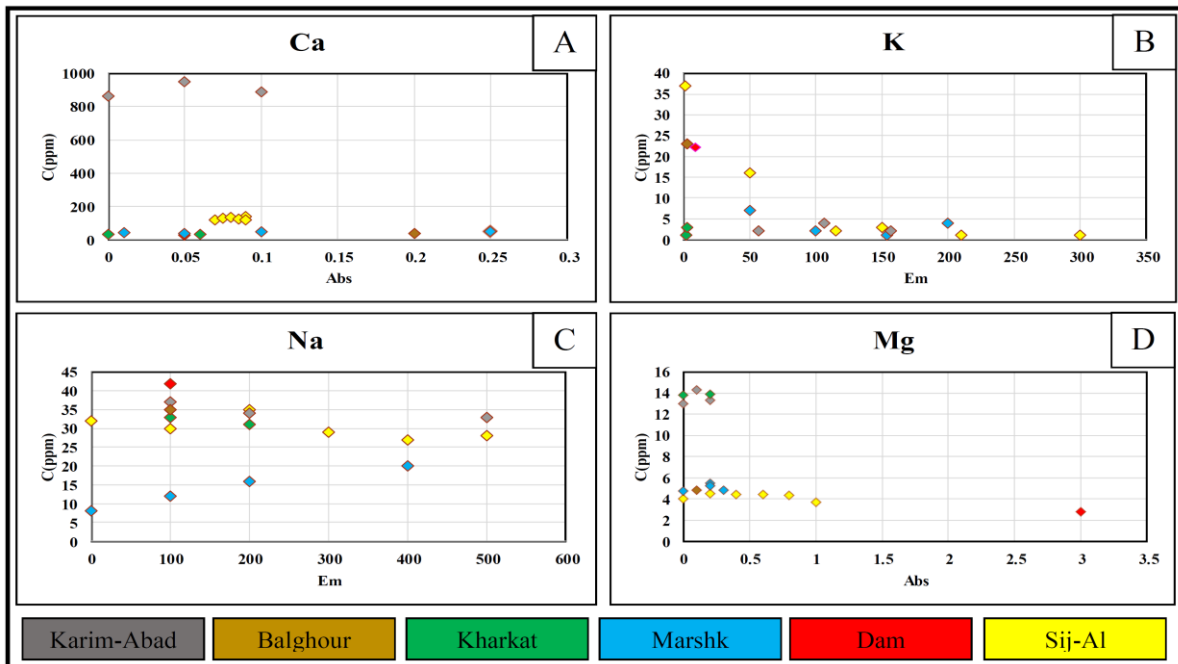 Ca
A
1000
800
600
400
200
0
C(ppm)
0 0.05 0.1 0.15 0.2 0.25 0.3
Abs
K
B
40
35
30
25
20
15
10
5
0
C(ppm)
0 50 100 150 200 250 300 350
Em
Na
C
45
40
35
30
25
20
15
10
5
0
C(ppm)
0 100 200 300 400 500 600
Em
Mg
D
16
14
12
10
8
6
4
2
0
C(ppm)
0 0.5 1 1.5 2 2.5 3 3.5
Abs
Karim-Abad Balghour Kharkat Marshk Dam Sij-Al